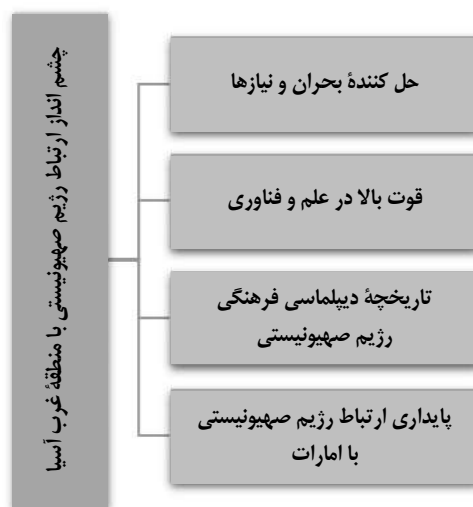 چشم انداز ارتباط رژیم صهیونیستی با منطقهٔ غرب آسیا
حل کنندهٔ بحران و نیازها
قوت بالا در علم و فناوری
تاریخچهٔ دیپلماسی فرهنگی
رژیم صهیونیستی
پایداری ارتباط رژیم صهیونیستی
با امارات